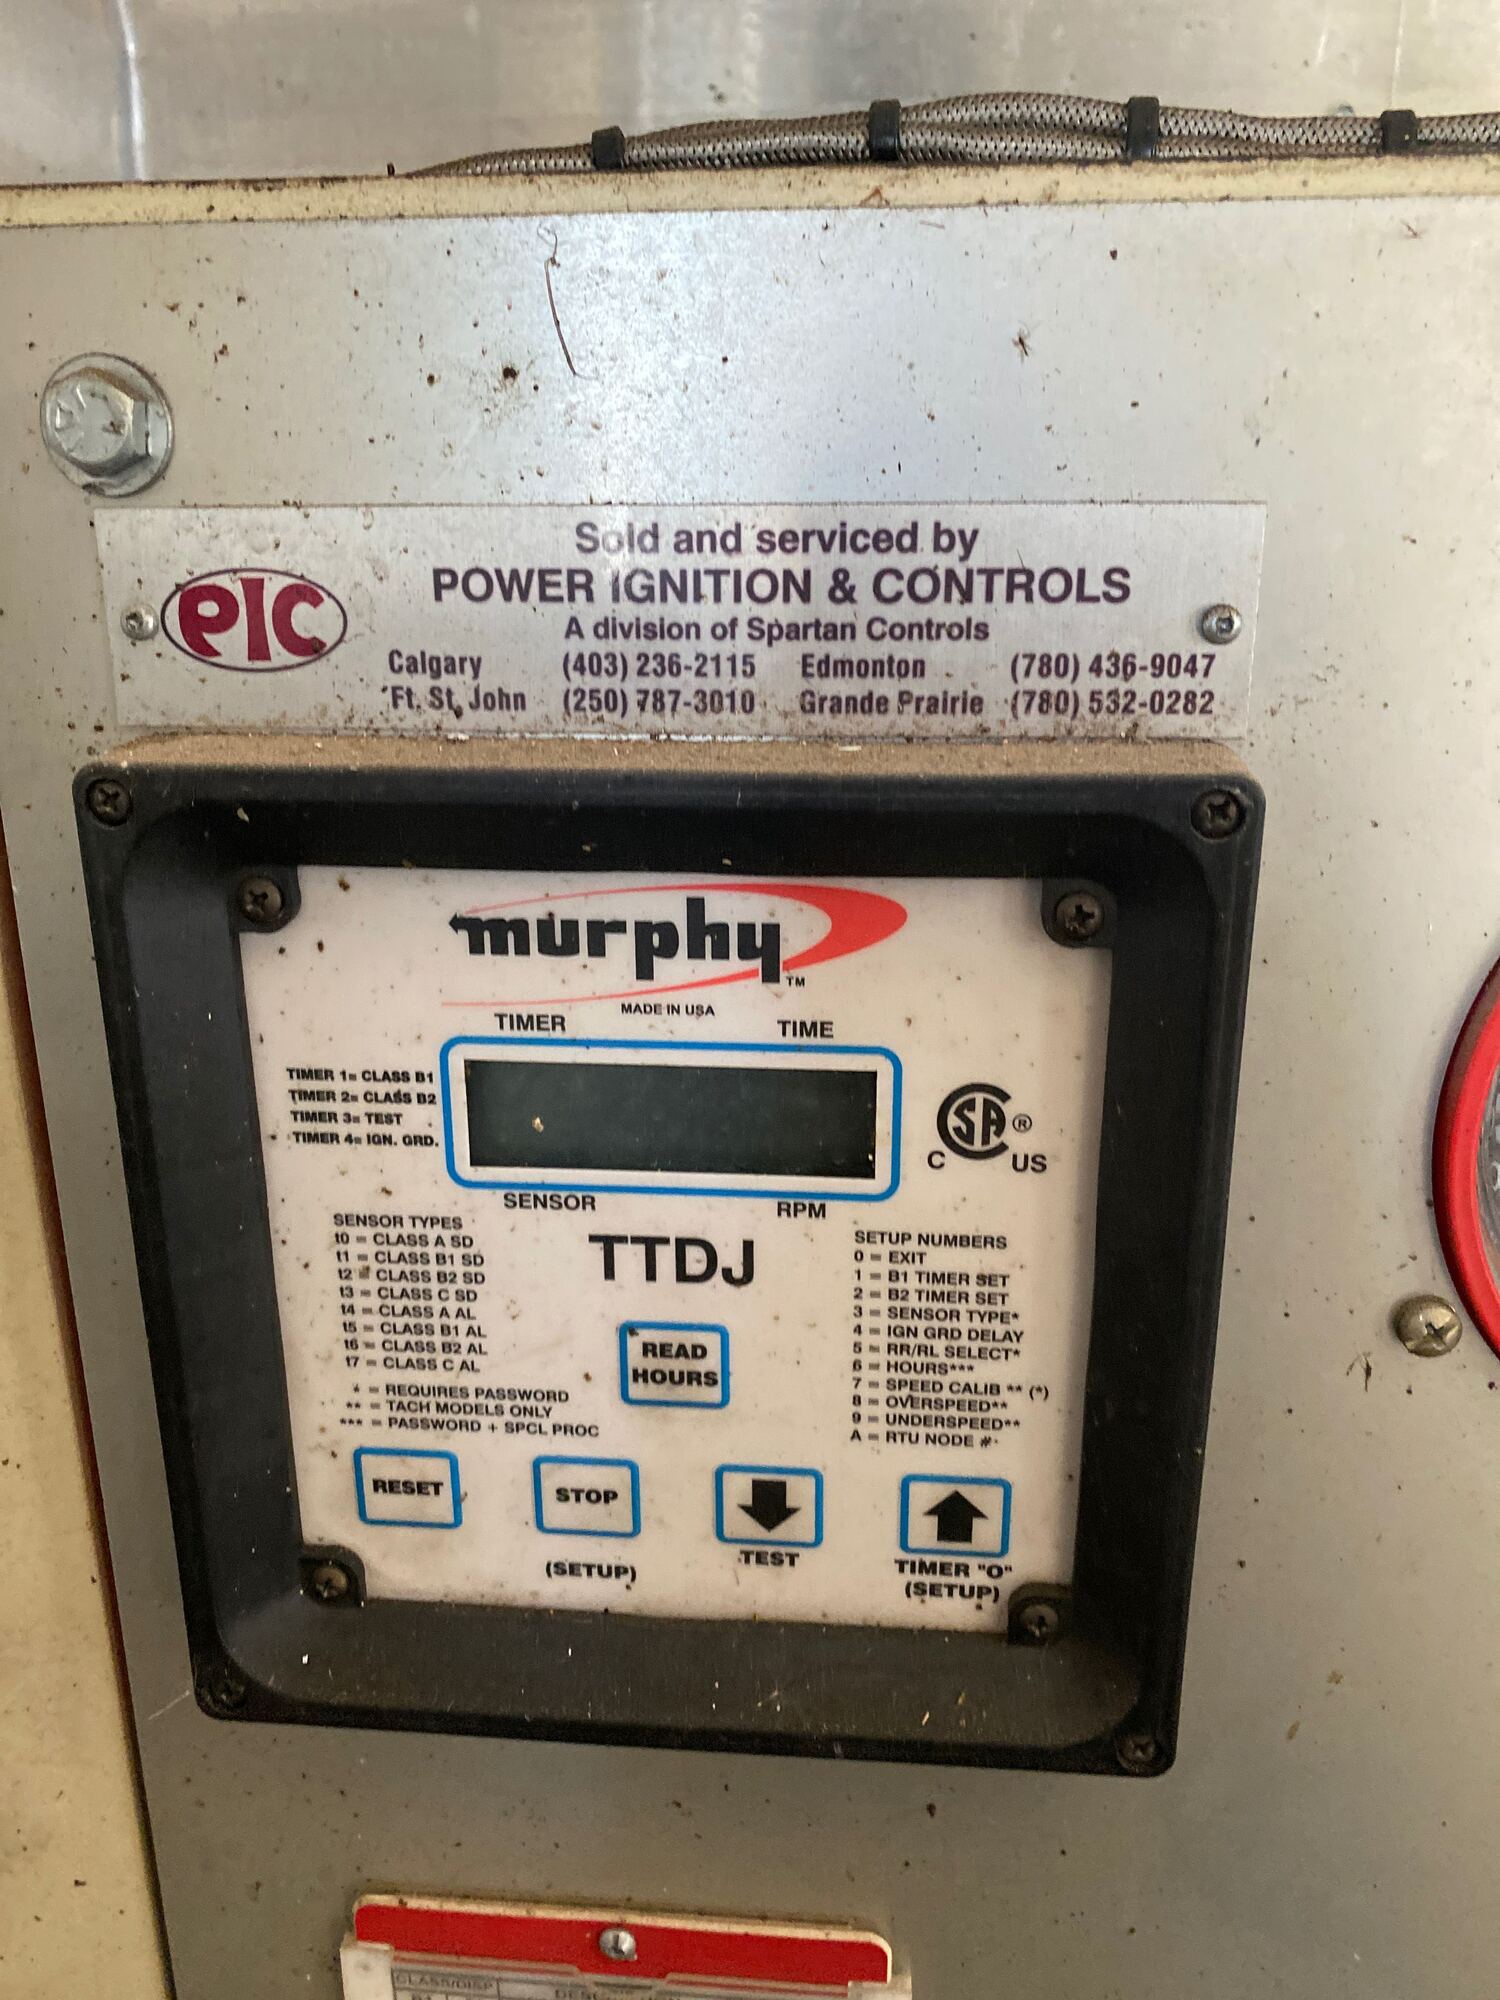 Sold and serviced by
PIC
POWER IGNITION & CONTROLS
A division of Spartan Controls
Calgary (403) 236-2115 Edmonton (780) 436-9047
Ft. St. John (250) 787-3010 Grande Prairie (780) 532-0282
murphy TM
MADE IN USA
TIMER TIME
TIMER 1= CLASS B1
TIMER 2= CLASS B2
TIMER 3= TEST
TIMER 4= IGN. GRD.
SA ®
C US
SENSOR RPM
SENSOR TYPES
t0 = CLASS A SD
t1 = CLASS B1 SD
t2 = CLASS B2 SD
t3 = CLASS C SD
t4 = CLASS A AL
t5 = CLASS B1 AL
t6 = CLASS B2 AL
t7 = CLASS C AL
* = REQUIRES PASSWORD
** = TACH MODELS ONLY
*** = PASSWORD + SPCL PROC
TTDJ
READ
HOURS
SETUP NUMBERS
0 = EXIT
1 = B1 TIMER SET
2 = B2 TIMER SET
3 = SENSOR TYPE*
4 = IGN GRD DELAY
5 = RR/RL SELECT*
6 = HOURS***
7 = SPEED CALIB ** (*)
8 = OVERSPEED**
9 = UNDERSPEED**
A = RTU NODE #
RESET
STOP
(SETUP)
TEST
TIMER "O"
(SETUP)
CLASS/DISP